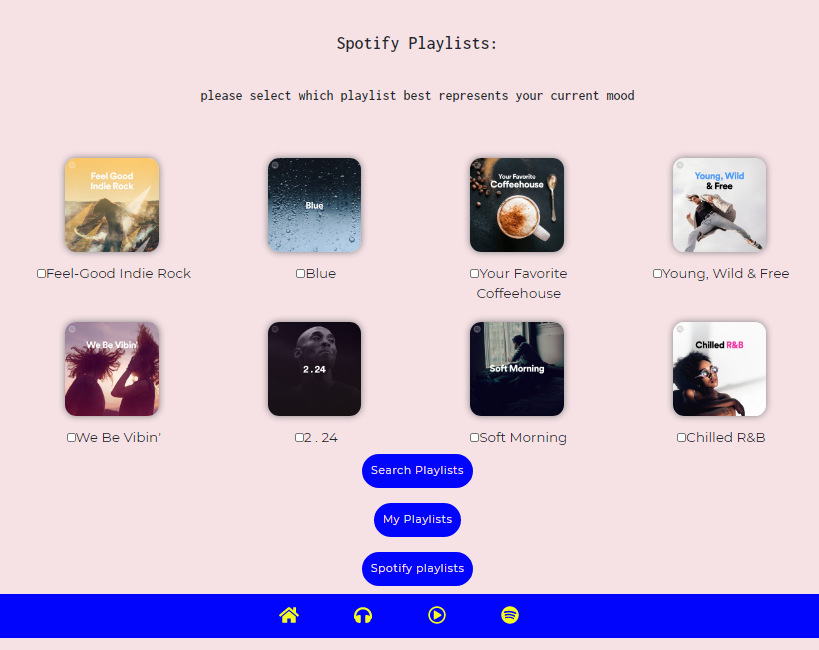 Spotify Playlists:
please select which playlist best represents your current mood
Feel Good
Indie Rock
Blue
Your Favorite
Coffeehouse
Young, Wild
& Free
Feel-Good Indie Rock
Blue
Your Favorite
Coffeehouse
Young, Wild & Free
We Be Vibin'
2.24
Soft Morning
Chilled R&B
We Be Vibin'
2 . 24
Soft Morning
Chilled R&B
Search Playlists
My Playlists
Spotify playlists